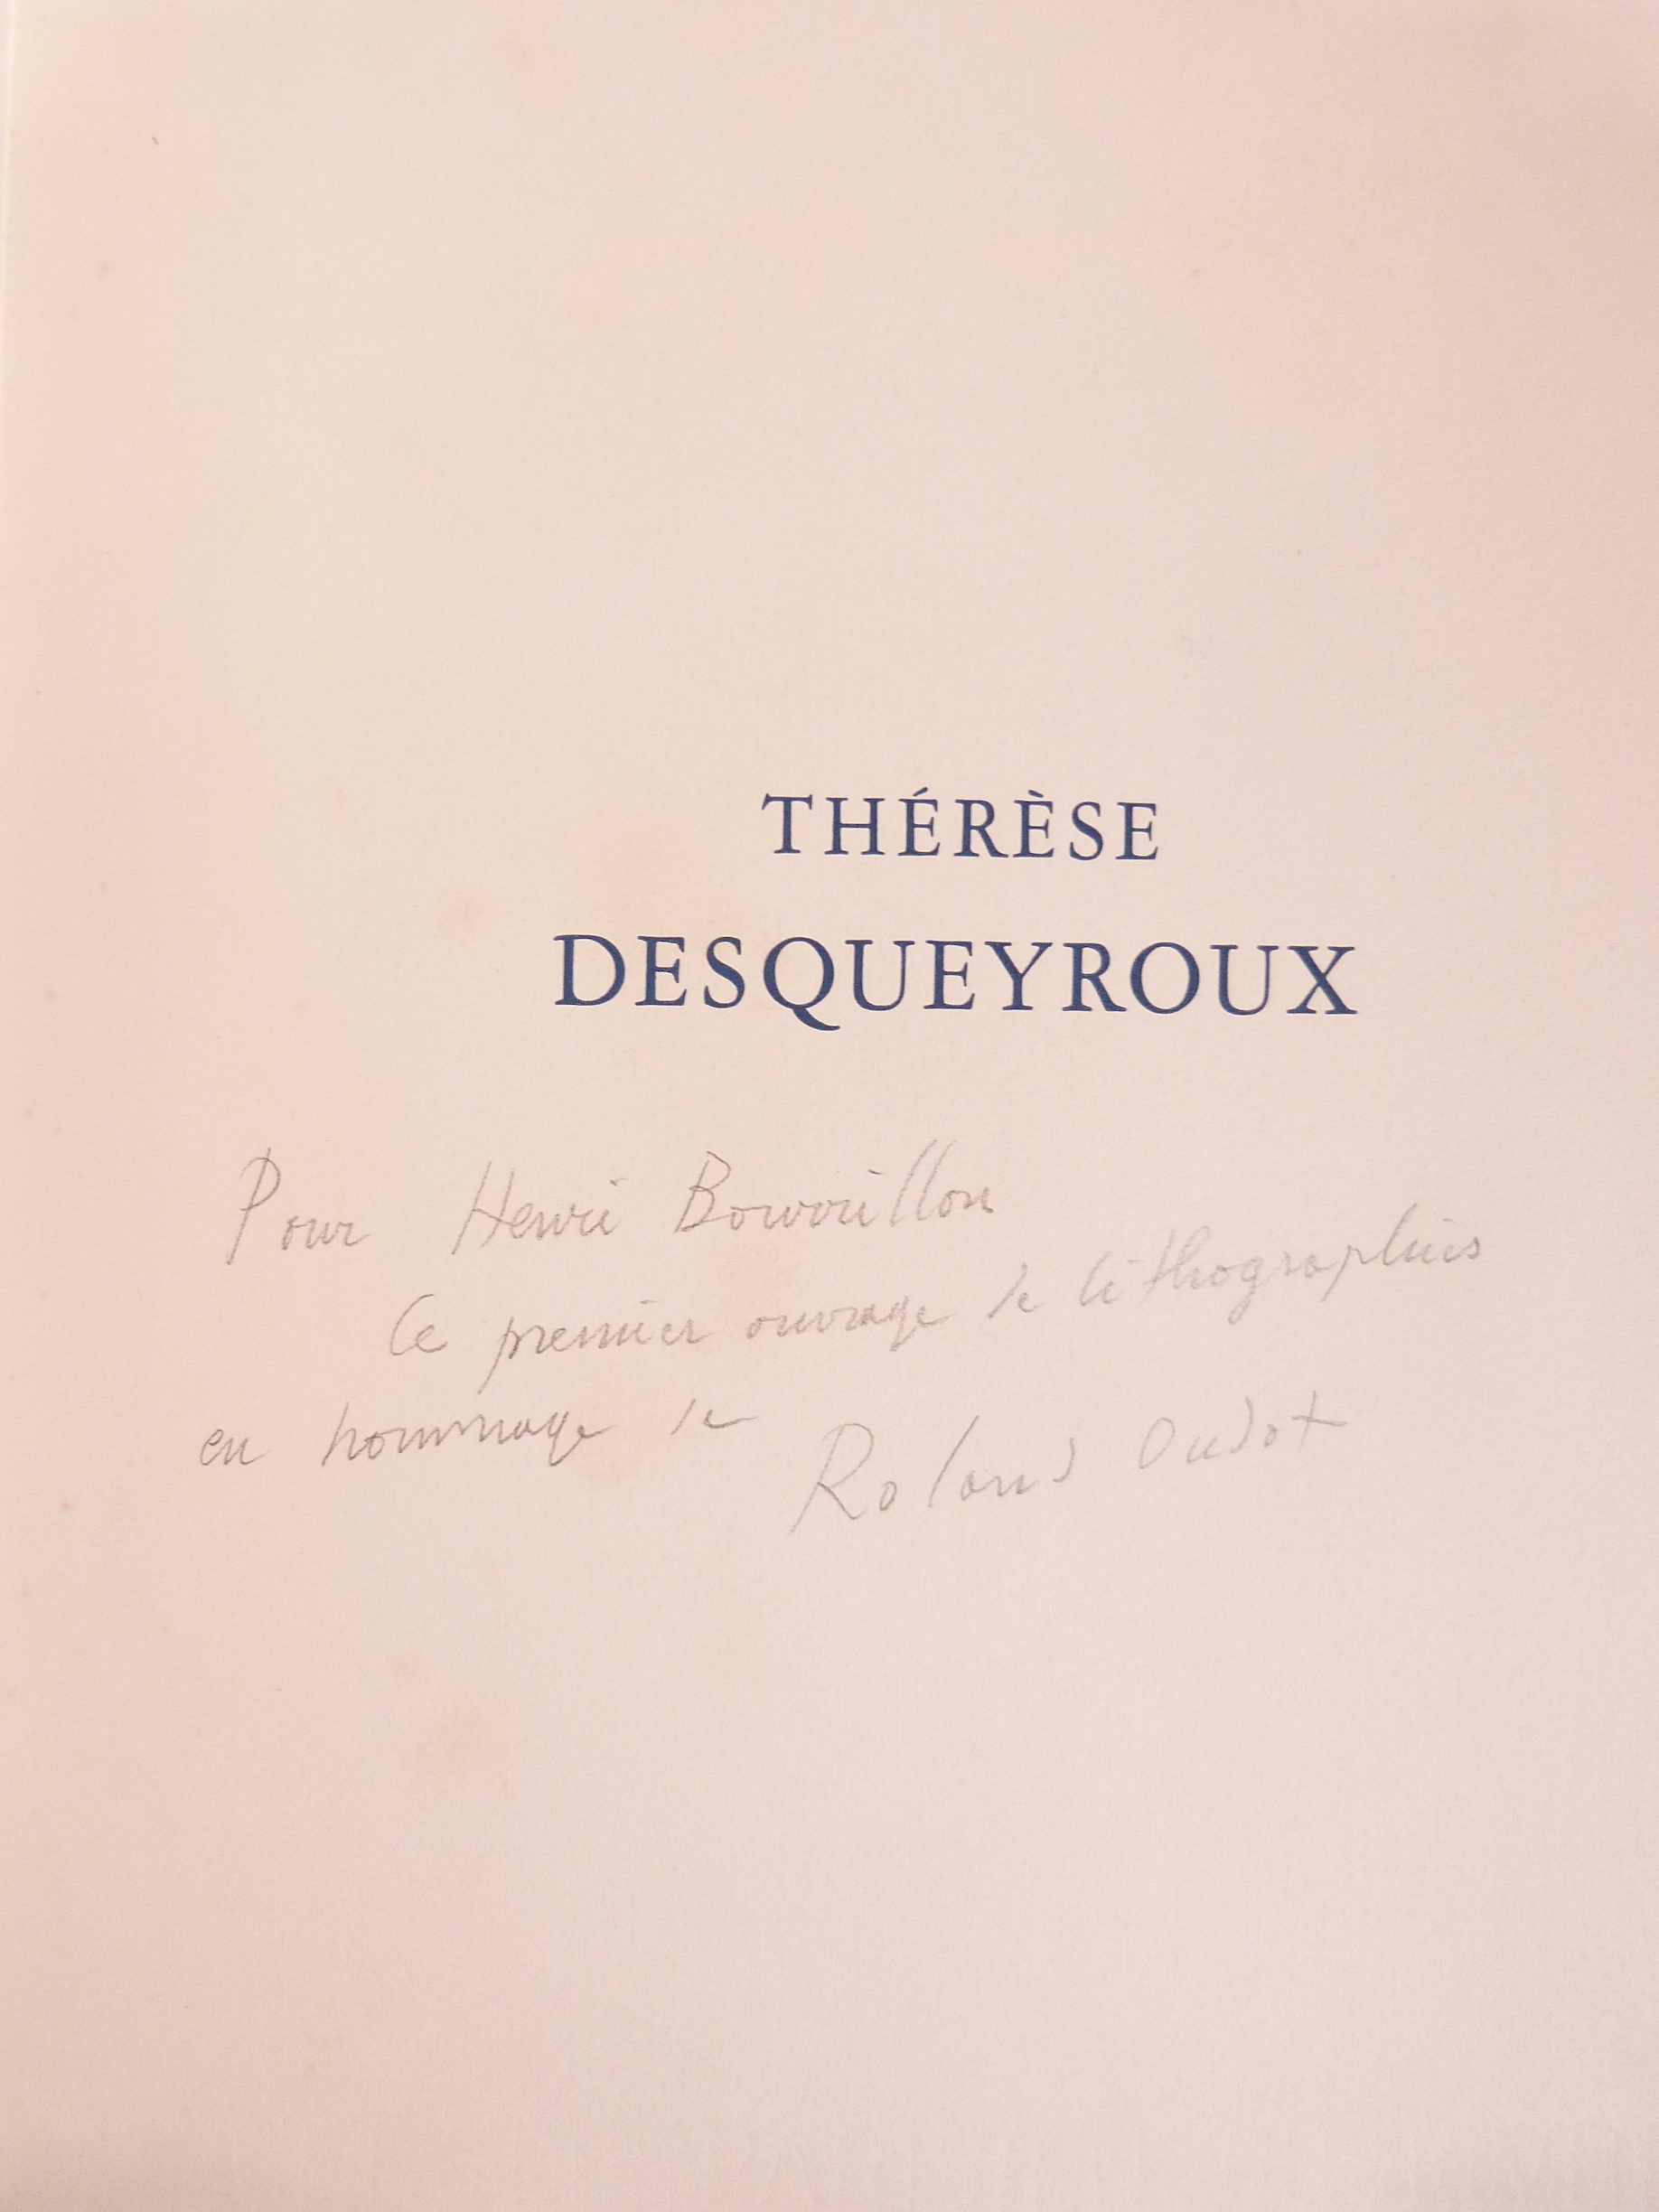 THÉRÈSE
DESQUEYROUX
Pour Henri Bouvrillon
Ce premier ouvrage de lithographies
en hommage de
Roland Oudot